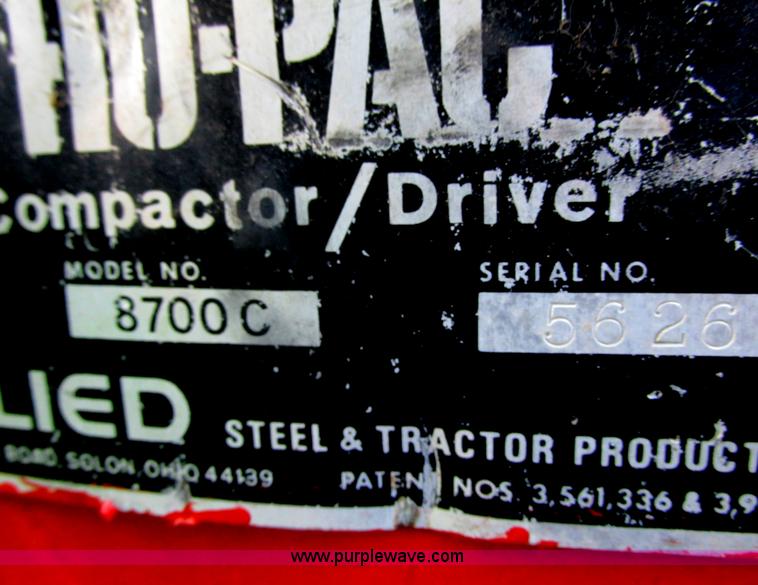 HO-PAC
Compactor/Driver
MODEL NO. SERIAL NO.
8700C 5626
LIED STEEL & TRACTOR PRODUCT
ROAD, SOLON, OHIO 44139 PATENT NOS. 3,561,336 & 3,9
www.purplewave.com